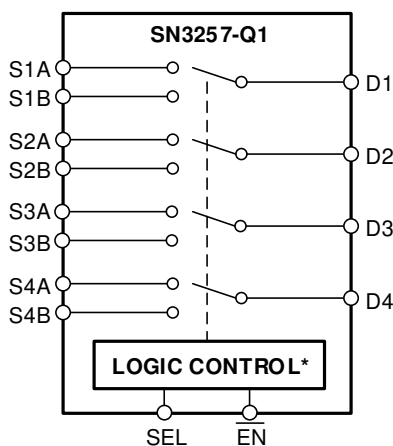 SN3257-Q1
S1A
D1
S1B
S2A
D2
S2B
S3A
D3
S3B
S4A
D4
S4B
LOGIC CONTROL*
SEL
EN